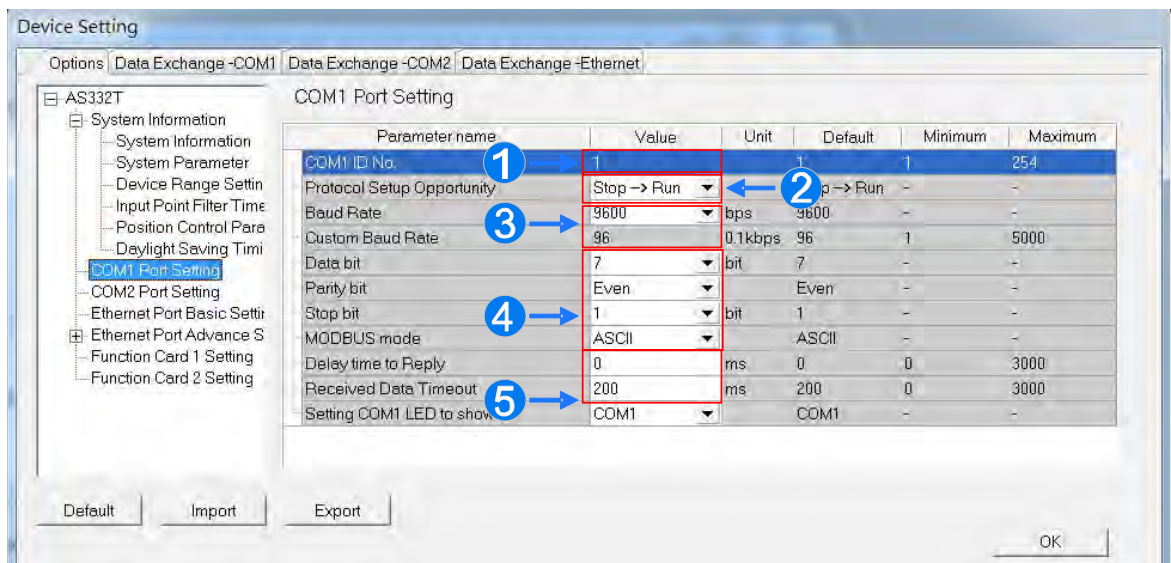 Device Setting
Options Data Exchange -COM1 Data Exchange -COM2 Data Exchange -Ethernet
AS332T
System Information
System Information
System Parameter
Device Range Settin
Input Point Filter Time
Position Control Para
Daylight Saving Timi
COM1 Port Setting
COM2 Port Setting
Ethernet Port Basic Settir
Ethernet Port Advance S
Function Card 1 Setting
Function Card 2 Setting
COM1 Port Setting
Parameter name Value Unit Default Minimum Maximum
COM1 ID No. 1 1 1 1 254
Protocol Setup Opportunity Stop -> Run 2 p -> Run - -
Baud Rate 9600 bps 9600 - -
3
Custom Baud Rate 96 0.1kbps 96 1 5000
Data bit 7 bit 7 - -
Parity bit Even Even - -
Stop bit 4 1 bit 1 - -
MODBUS mode ASCII ASCII - -
Delay time to Reply 0 ms 0 0 3000
Received Data Timeout 200 ms 200 0 3000
5
Setting COM1 LED to show COM1 COM1 - -
Default Import Export
OK